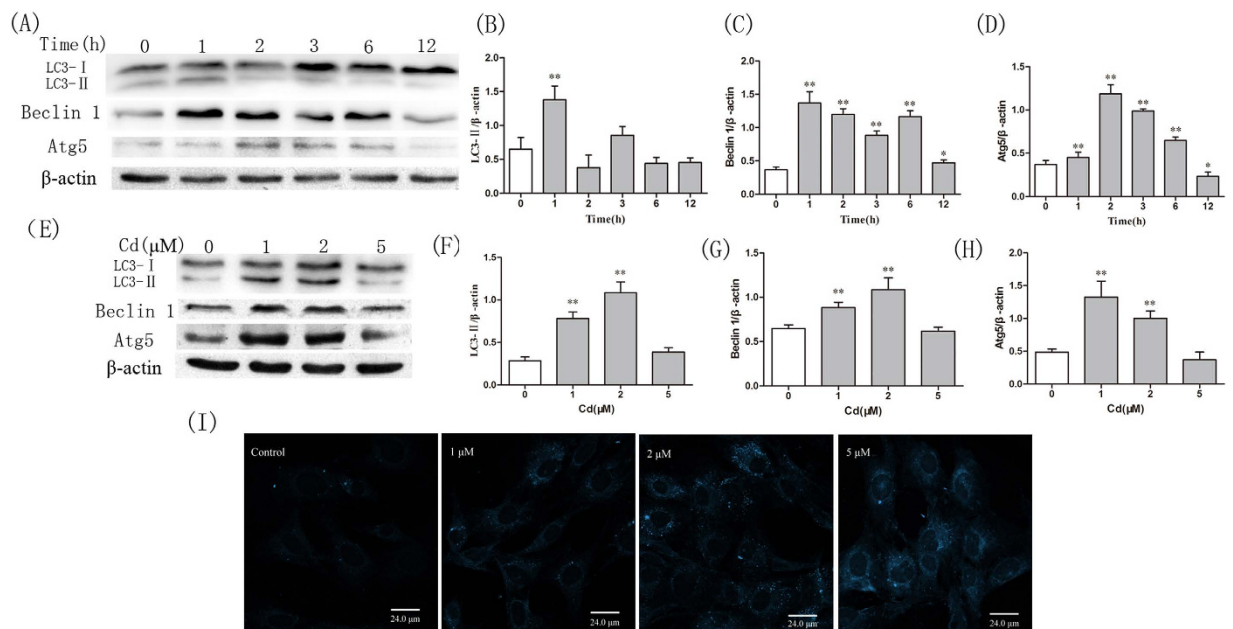 (A)
Time(h) 0 1 2 3 6 12
LC3-Ⅰ
LC3-Ⅱ
Beclin 1
Atg5
β-actin
(B)
LC3-Ⅱ/β-actin
2.0
1.5
1.0
0.5
0.0
**
0 1 2 3 6 12
Time(h)
(C)
Beclin 1/β-actin
2.0
1.5
1.0
0.5
0.0
** ** ** ** *
0 1 2 3 6 12
Time(h)
(D)
Atg5/β-actin
1.5
1.0
0.5
0.0
** ** ** *
0 1 2 3 6 12
Time(h)
(E)
Cd(μM) 0 1 2 5
LC3-Ⅰ
LC3-Ⅱ
Beclin 1
Atg5
β-actin
(F)
LC3-Ⅱ/β-actin
1.5
1.0
0.5
0.0
** **
0 1 2 5
Cd(μM)
(G)
Beclin 1/β-actin
1.5
1.0
0.5
0.0
** **
0 1 2 5
Cd(μM)
(H)
Atg5/β-actin
2.0
1.5
1.0
0.5
0.0
** **
0 1 2 5
Cd(μM)
(I)
Control
24.0 μm
1 μM
24.0 μm
2 μM
24.0 μm
5 μM
24.0 μm